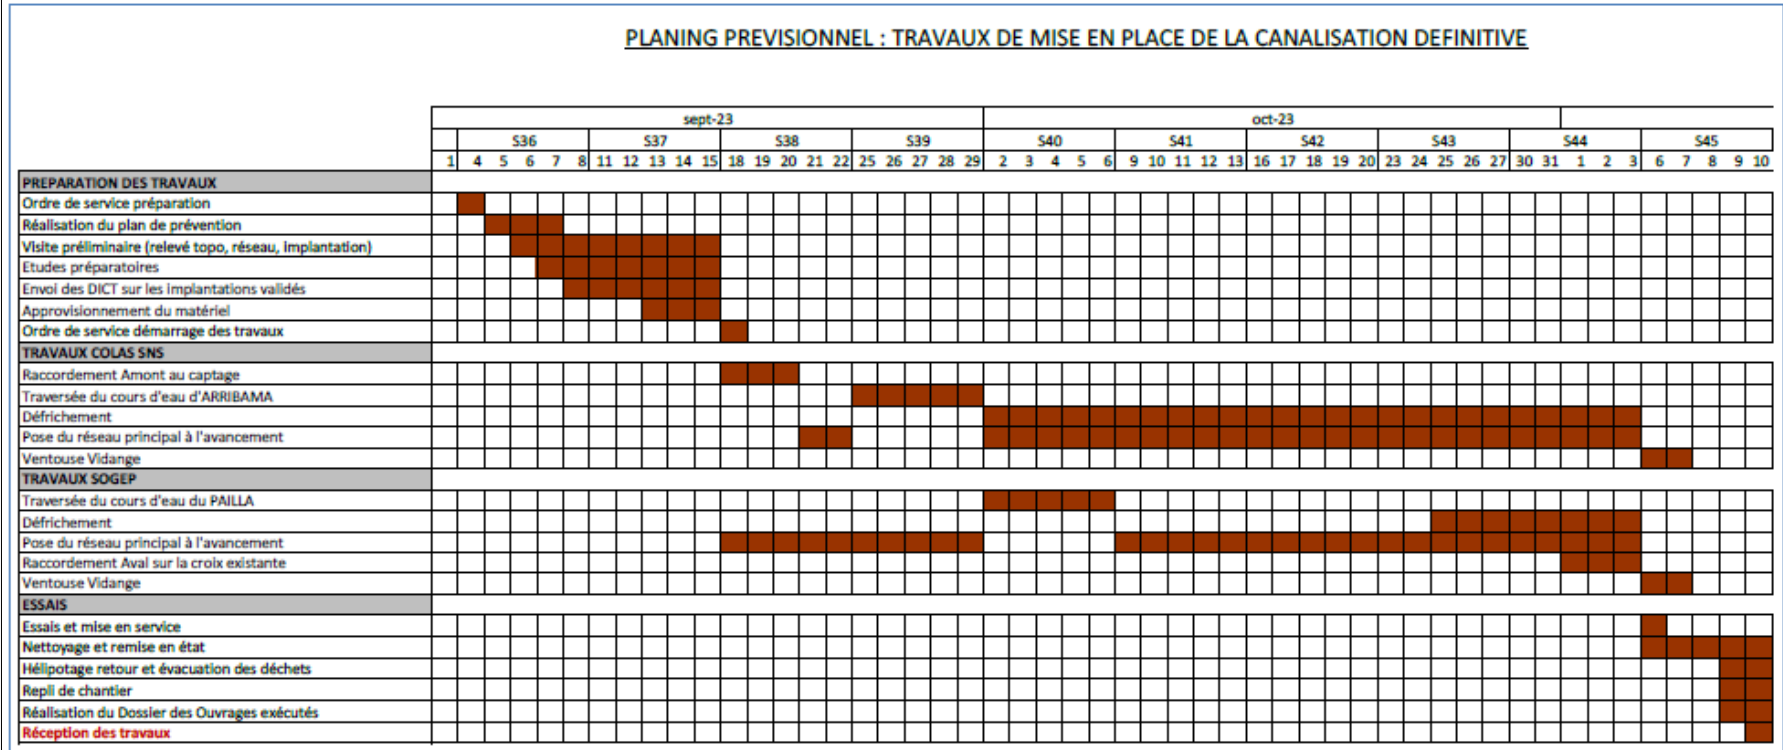 PLANING PREVISIONNEL : TRAVAUX DE MISE EN PLACE DE LA CANALISATION DEFINITIVE
sept-23 oct-23
S36 S37 S38 S39 S40 S41 S42 S43 S44 S45
1 4 5 6 7 8 11 12 13 14 15 18 19 20 21 22 25 26 27 28 29 2 3 4 5 6 9 10 11 12 13 16 17 18 19 20 23 24 25 26 27 30 31 1 2 3 6 7 8 9 10
PREPARATION DES TRAVAUX
Ordre de service préparation
Réalisation du plan de prévention
Visite préliminaire (relevé topo, réseau, implantation)
Etudes préparatoires
Envoi des DICT sur les implantations validés
Approvisionnement du matériel
Ordre de service démarrage des travaux
TRAVAUX COLAS SNS
Raccordement Amont au captage
Traversée du cours d'eau d'ARRIBAMA
Défrichement
Pose du réseau principal à l'avancement
Ventouse Vidange
TRAVAUX SOGEP
Traversée du cours d'eau du PAILLA
Défrichement
Pose du réseau principal à l'avancement
Raccordement Aval sur la croix existante
Ventouse Vidange
ESSAIS
Essais et mise en service
Nettoyage et remise en état
Hélipotage retour et évacuation des déchets
Repli de chantier
Réalisation du Dossier des Ouvrages exécutés
Réception des travaux